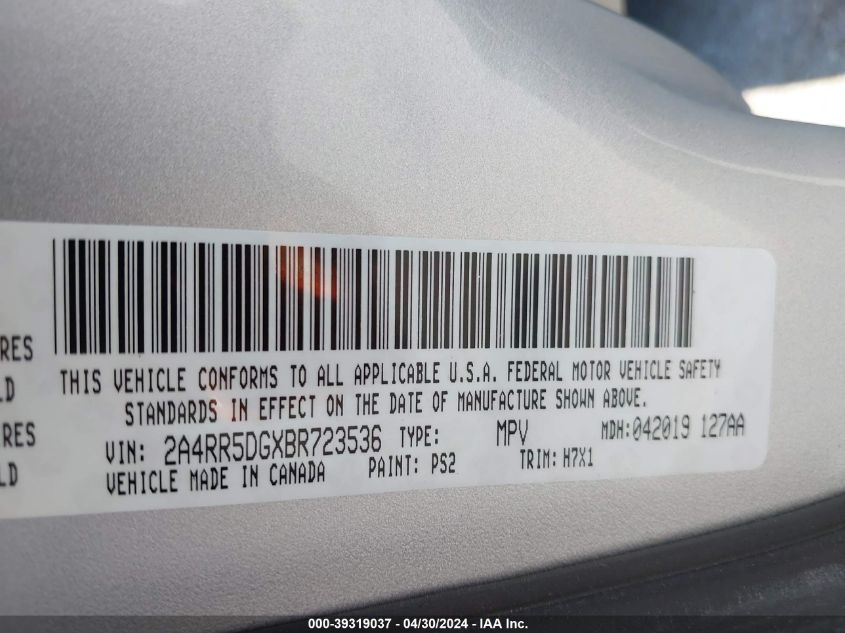 RES
LD
RES
LD
THIS VEHICLE CONFORMS TO ALL APPLICABLE U.S.A. FEDERAL MOTOR VEHICLE SAFETY
STANDARDS IN EFFECT ON THE DATE OF MANUFACTURE SHOWN ABOVE.
VIN: 2A4RR5DGXBR723536 TYPE: MPV MDH:042019 127AA
VEHICLE MADE IN CANADA PAINT: PS2 TRIM: H7X1
000-39319037 - 04/30/2024 - IAA Inc.